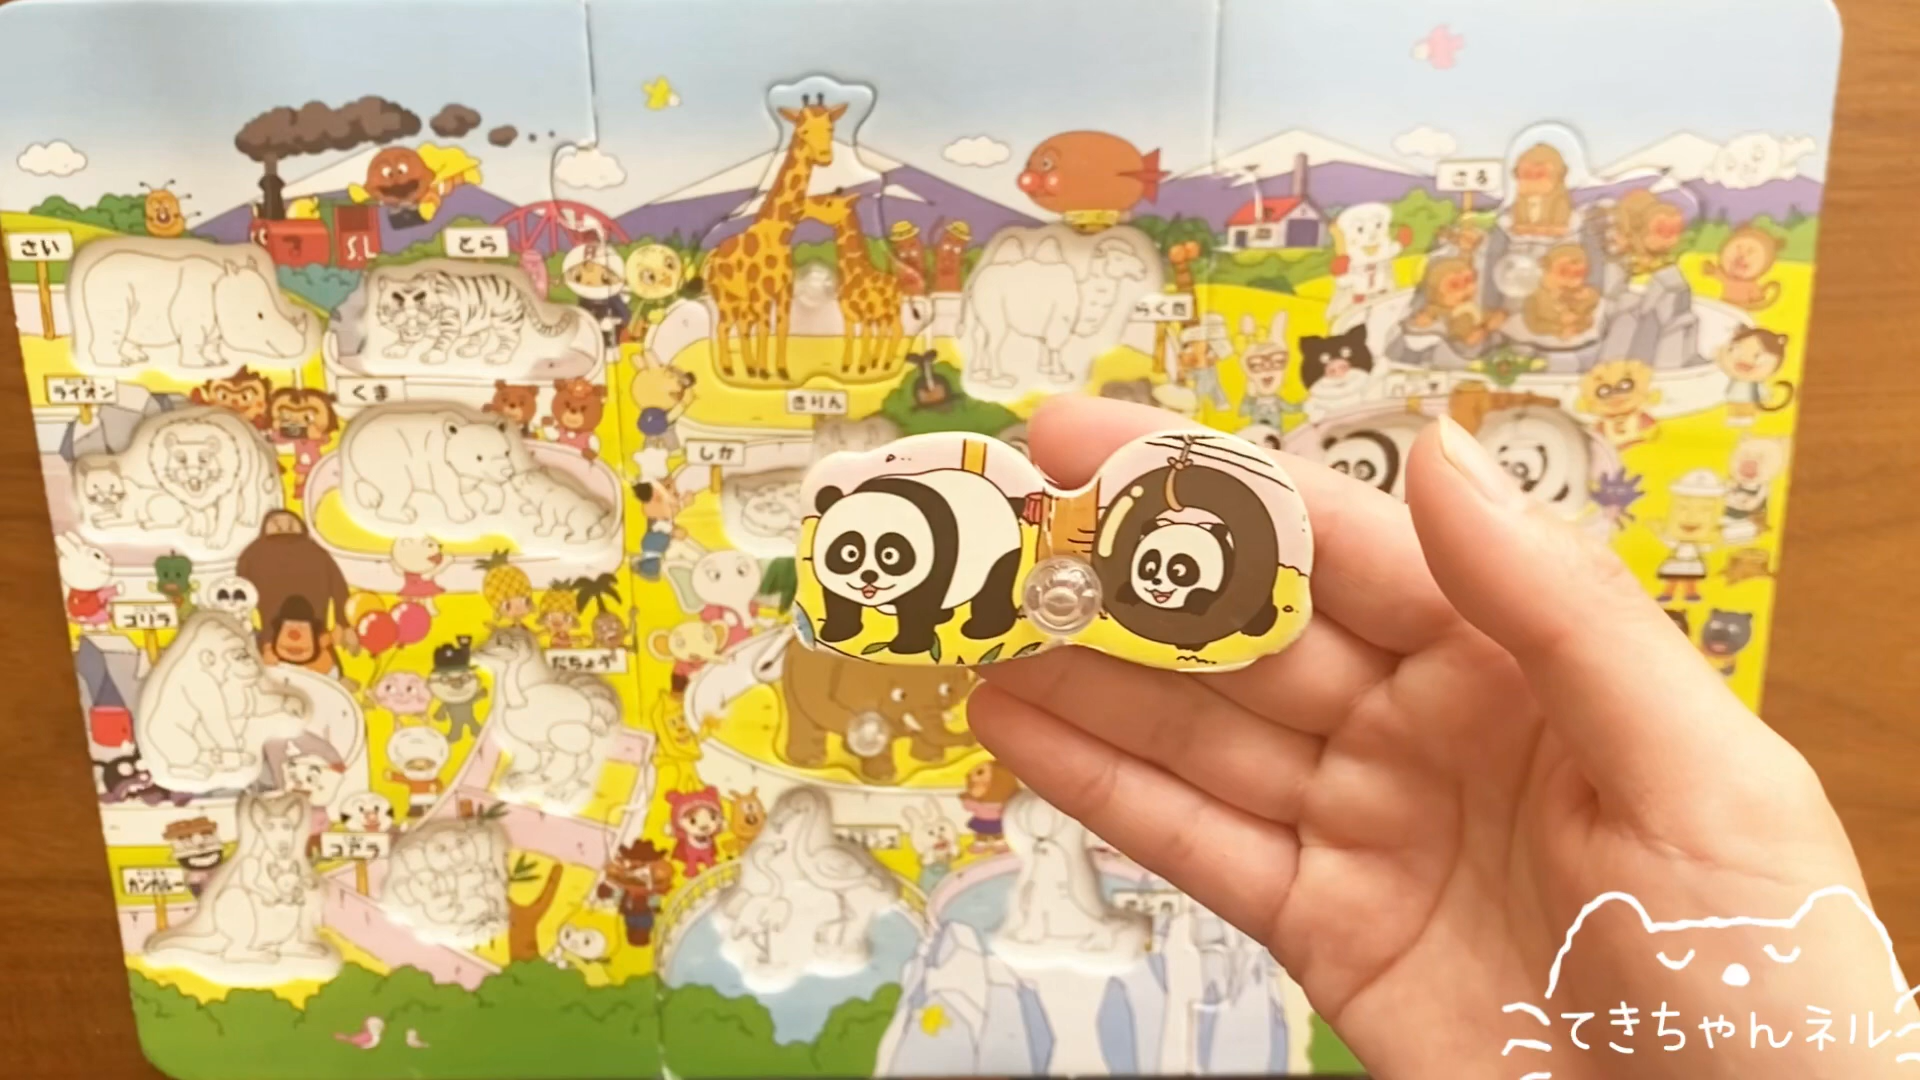 さる
さい
とら
S.L
らくだ
ライオン
くま
きりん
しか
ゴリラ
だちょう
コアラ
カンガルー
てきちゃんネル